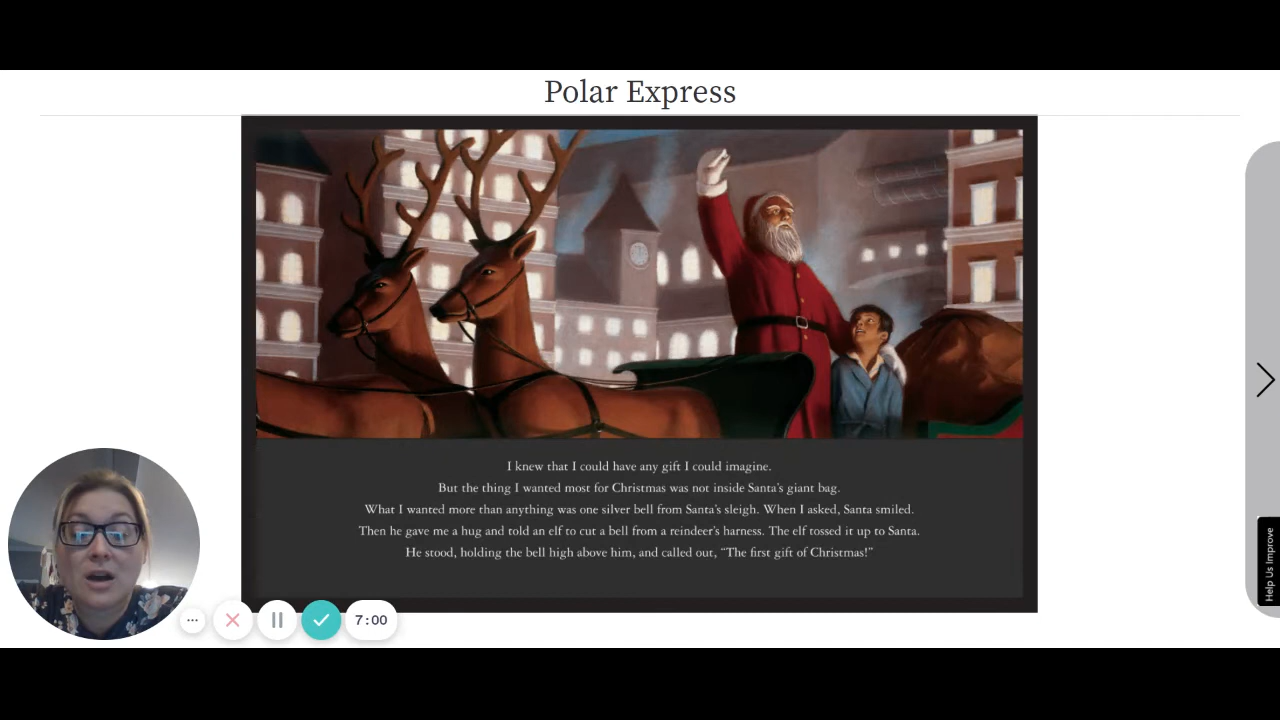 Polar Express
I knew that I could have any gift I could imagine.
But the thing I wanted most for Christmas was not inside Santa's giant bag.
What I wanted more than anything was one silver bell from Santa's sleigh. When I asked, Santa smiled.
Then he gave me a hug and told an elf to cut a bell from a reindeer's harness. The elf tossed it up to Santa.
He stood, holding the bell high above him, and called out, “The first gift of Christmas!”
7:00
Help Us Improve